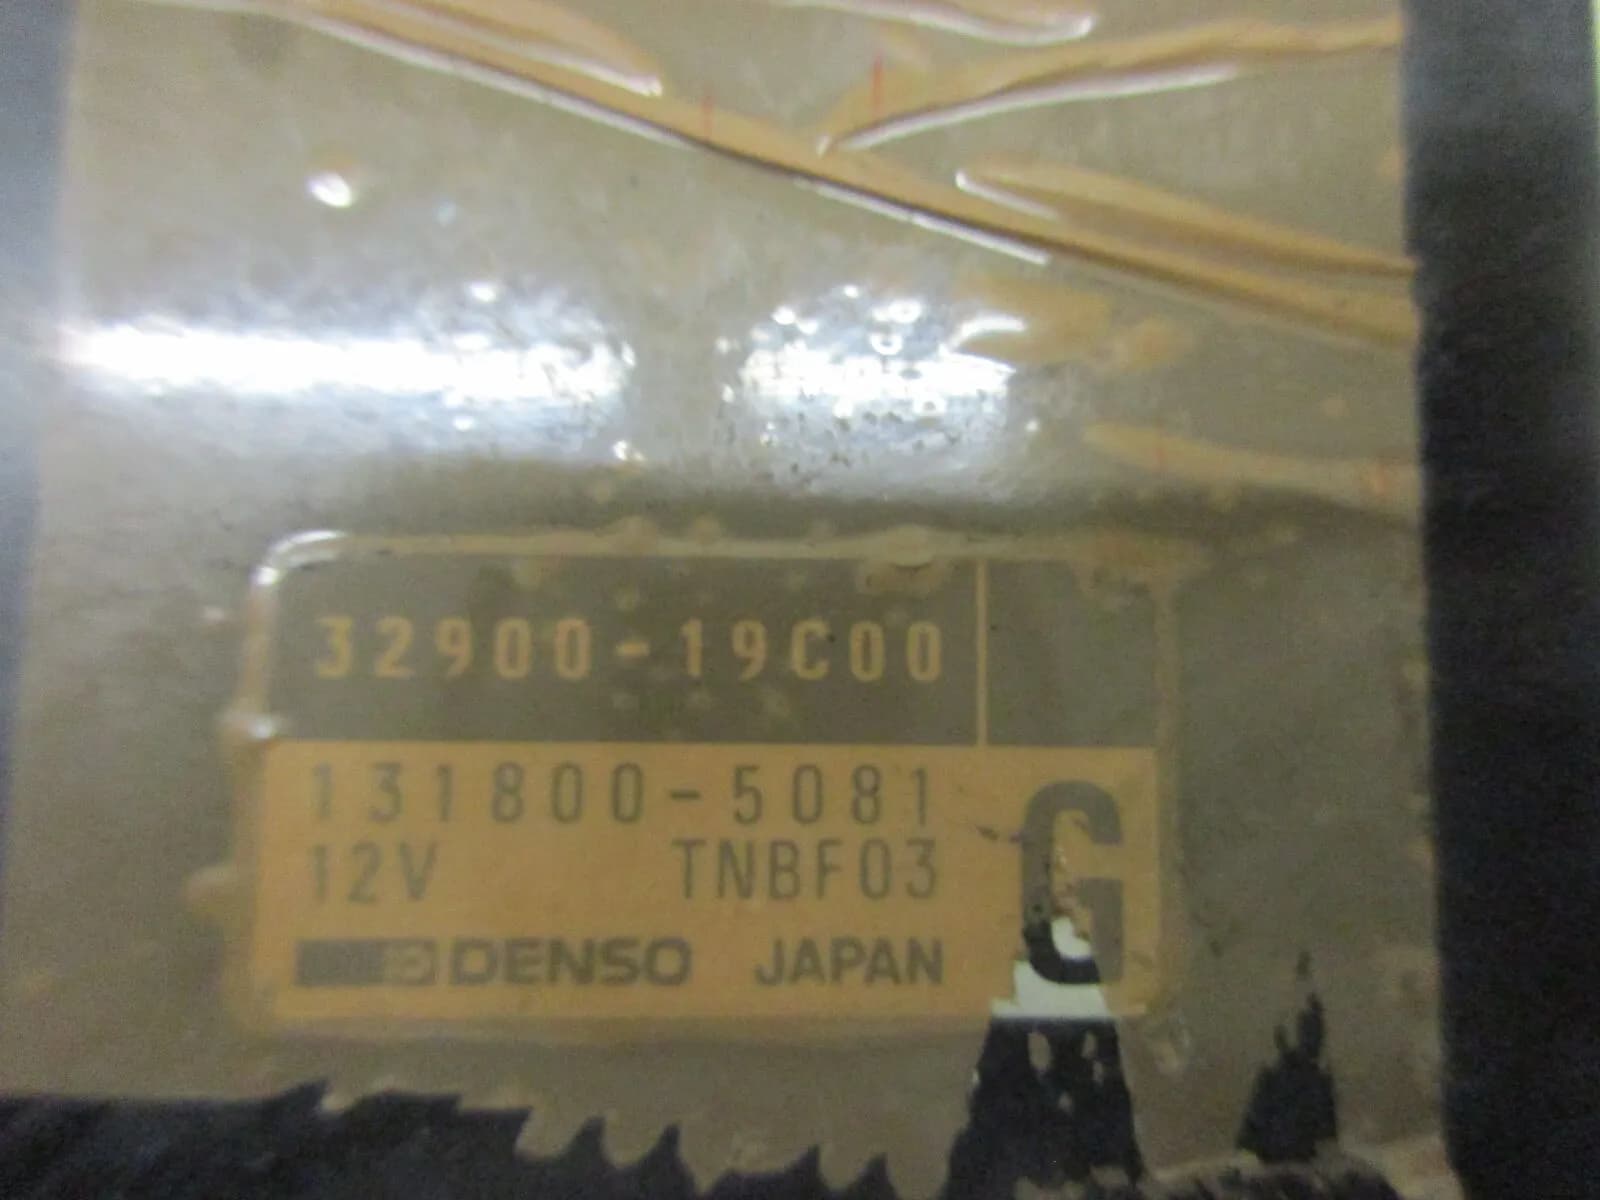 32900-19C00
131800-5081
12V TNBF03
DENSO JAPAN
G